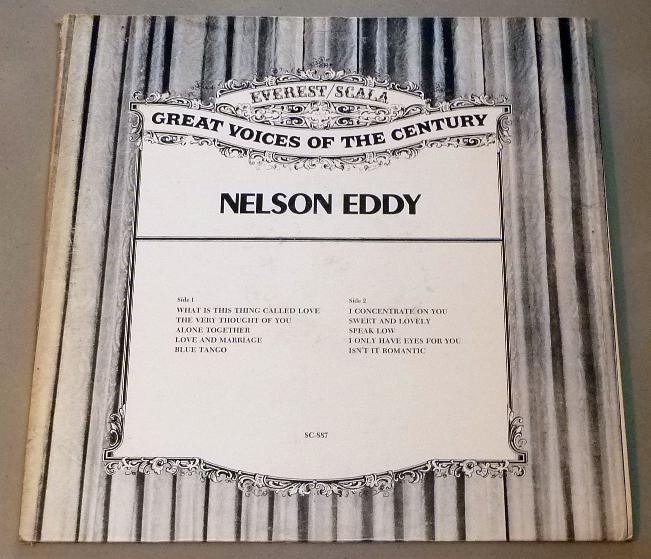 EVEREST/SCALA
GREAT VOICES OF THE CENTURY
NELSON EDDY
Side 1
WHAT IS THIS THING CALLED LOVE
THE VERY THOUGHT OF YOU
ALONE TOGETHER
LOVE AND MARRIAGE
BLUE TANGO
Side 2
I CONCENTRATE ON YOU
SWEET AND LOVELY
SPEAK LOW
I ONLY HAVE EYES FOR YOU
ISN'T IT ROMANTIC
SC-887